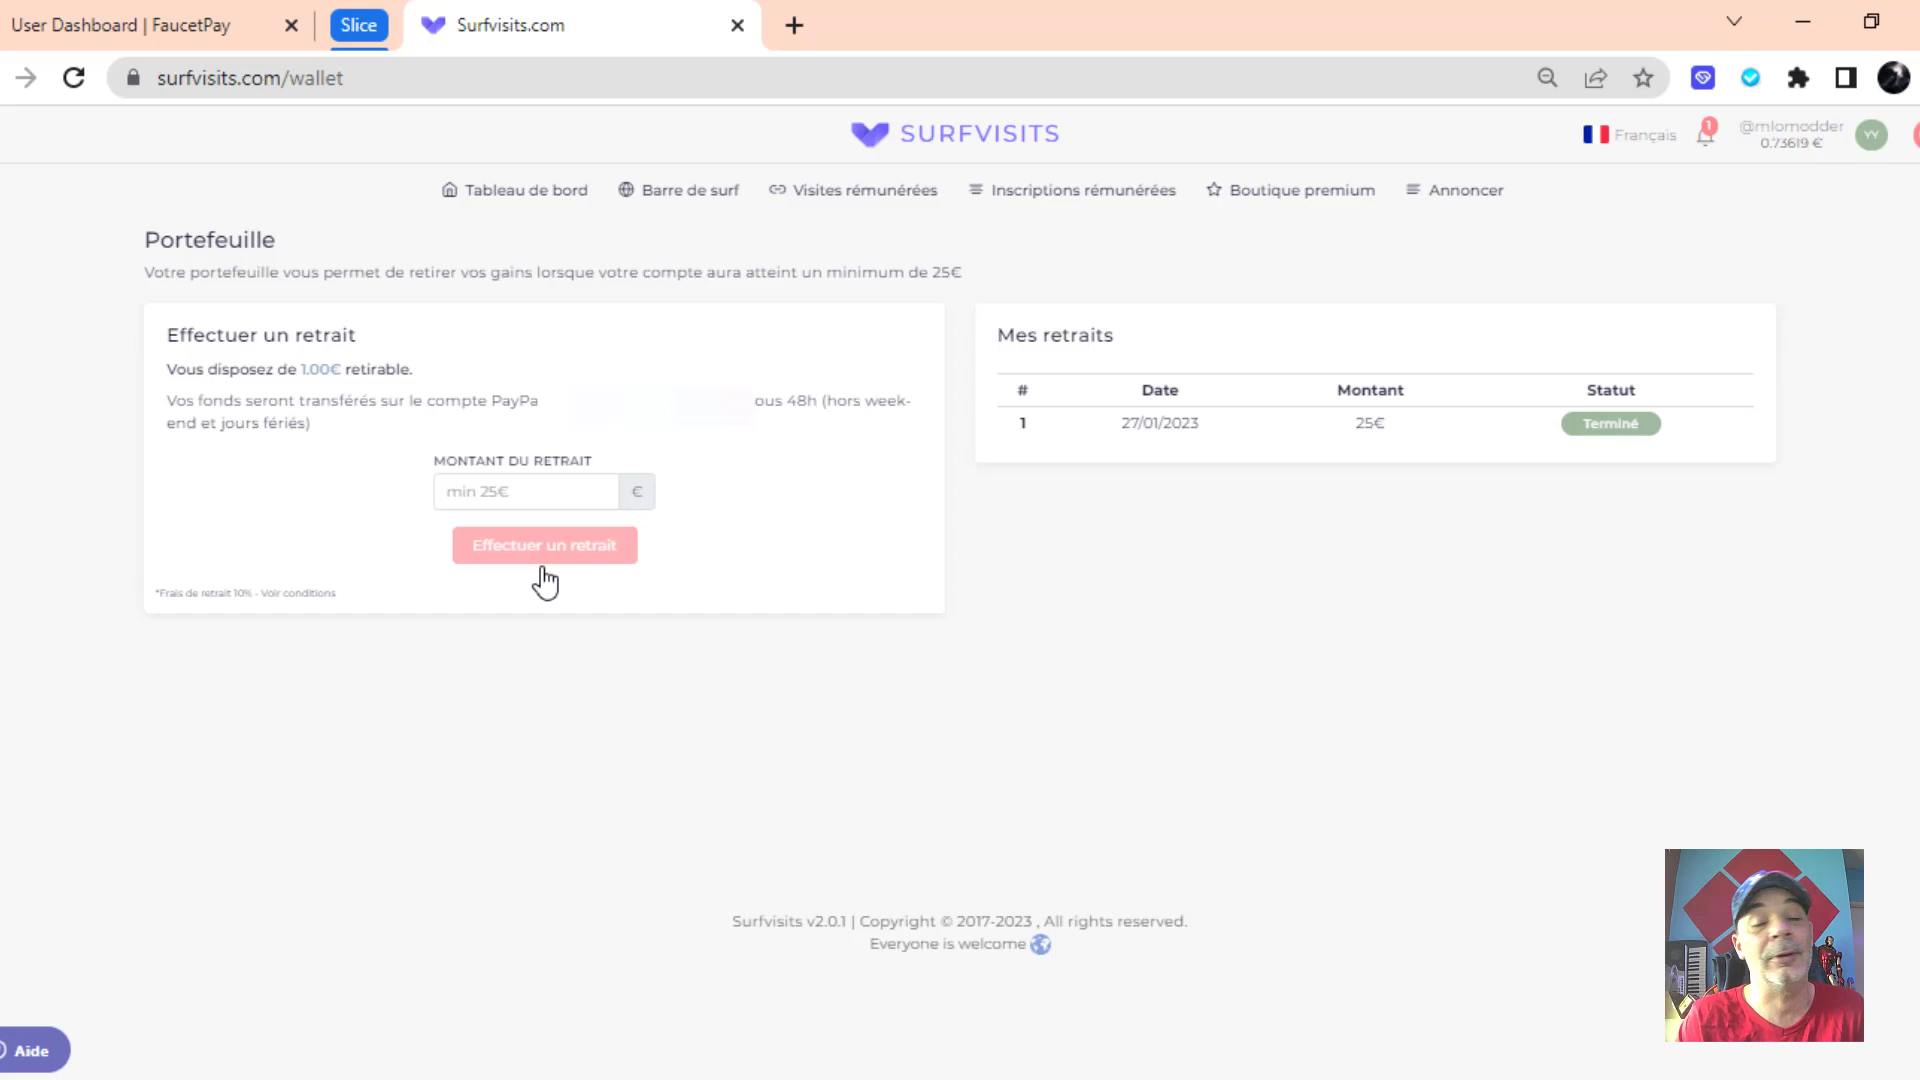 User Dashboard | FaucetPay
Slice
Surfvisits.com
surfvisits.com/wallet
SURFVISITS
Français
1
@mlomodder
0.73619 €
YY
Tableau de bord
Barre de surf
Visites rémunérées
Inscriptions rémunérées
Boutique premium
Annoncer
Portefeuille
Votre portefeuille vous permet de retirer vos gains lorsque votre compte aura atteint un minimum de 25€
Effectuer un retrait
Vous disposez de 1.00€ retirable.
Vos fonds seront transférés sur le compte PayPa ous 48h (hors week-
end et jours fériés)
MONTANT DU RETRAIT
min 25€
€
Effectuer un retrait
*Frais de retrait 10% - Voir conditions
Mes retraits
# Date Montant Statut
1 27/01/2023 25€ Terminé
Surfvisits v2.0.1 | Copyright © 2017-2023 , All rights reserved.
Everyone is welcome
Aide